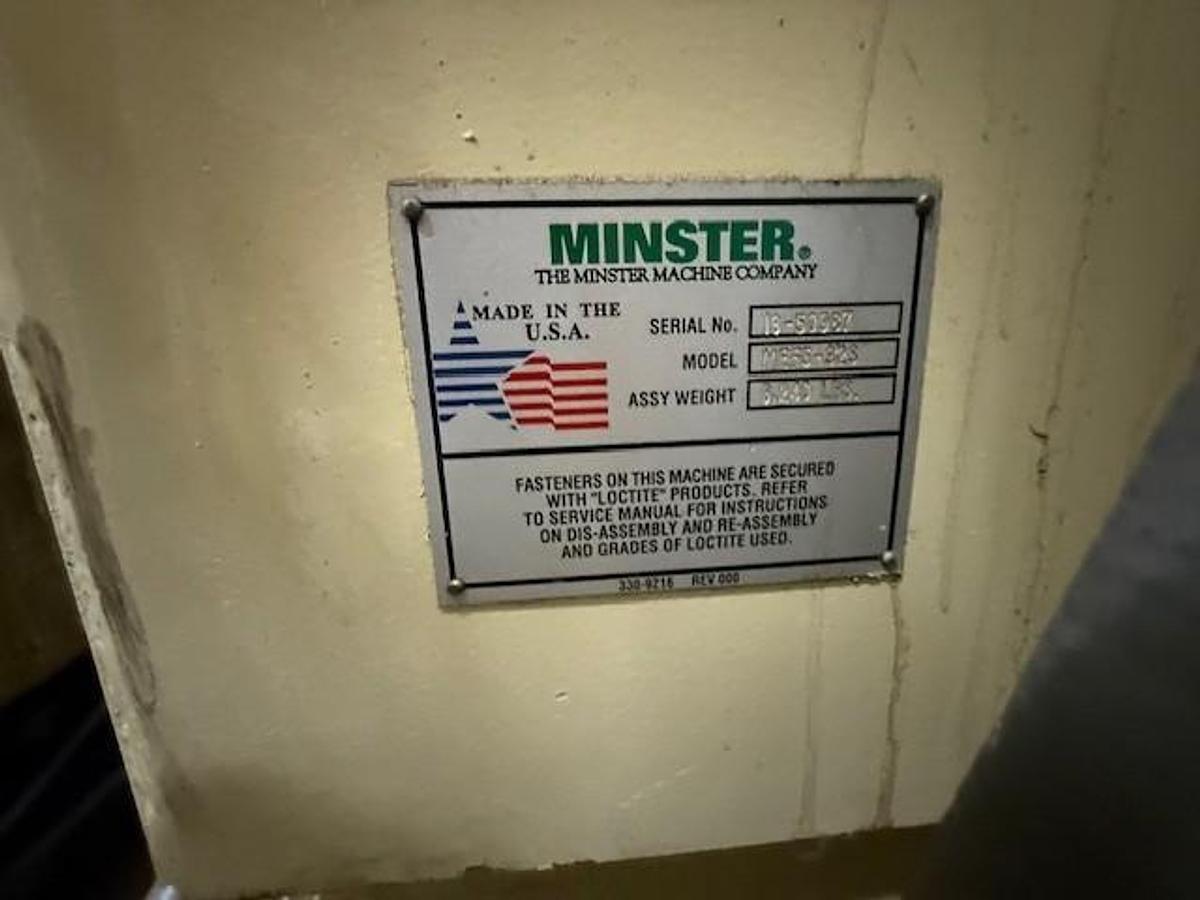 MINSTER®
THE MINSTER MACHINE COMPANY
MADE IN THE
U.S.A.
SERIAL No.
MODEL
ASSY WEIGHT
FASTENERS ON THIS MACHINE ARE SECURED
WITH "LOCTITE" PRODUCTS. REFER
TO SERVICE MANUAL FOR INSTRUCTIONS
ON DIS-ASSEMBLY AND RE-ASSEMBLY
AND GRADES OF LOCTITE USED.
330-9216 REV 000